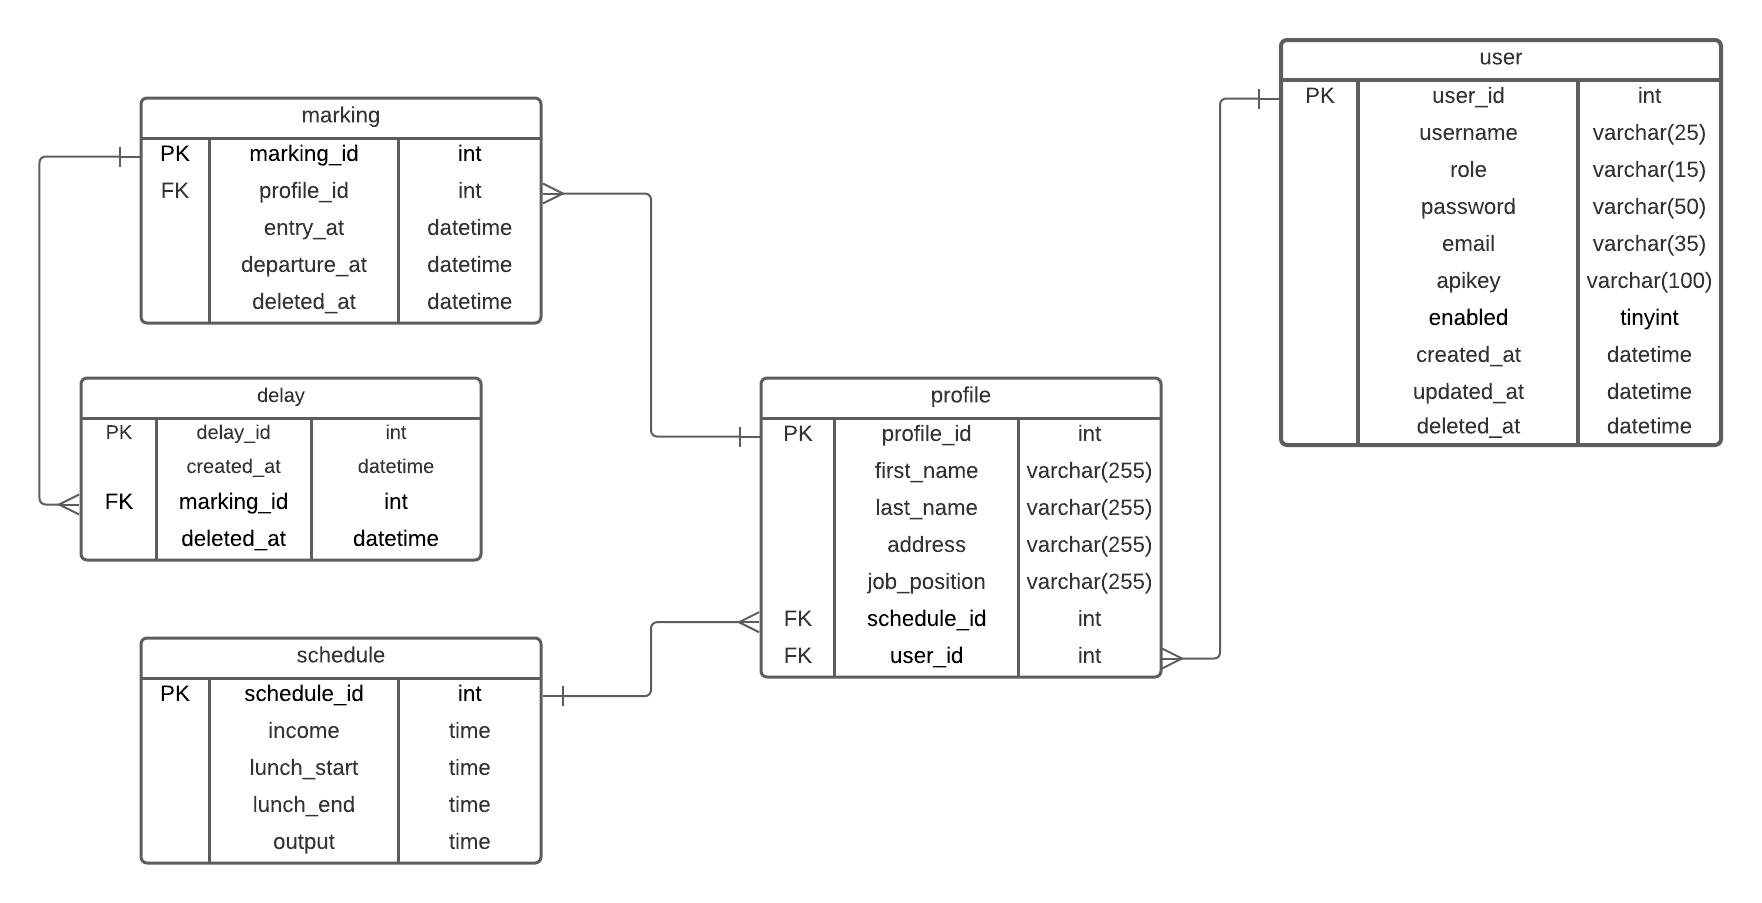 marking
PK marking_id int
FK profile_id int
entry_at datetime
departure_at datetime
deleted_at datetime
delay
PK delay_id int
created_at datetime
FK marking_id int
deleted_at datetime
schedule
PK schedule_id int
income time
lunch_start time
lunch_end time
output time
profile
PK profile_id int
first_name varchar(255)
last_name varchar(255)
address varchar(255)
job_position varchar(255)
FK schedule_id int
FK user_id int
user
PK user_id int
username varchar(25)
role varchar(15)
password varchar(50)
email varchar(35)
apikey varchar(100)
enabled tinyint
created_at datetime
updated_at datetime
deleted_at datetime